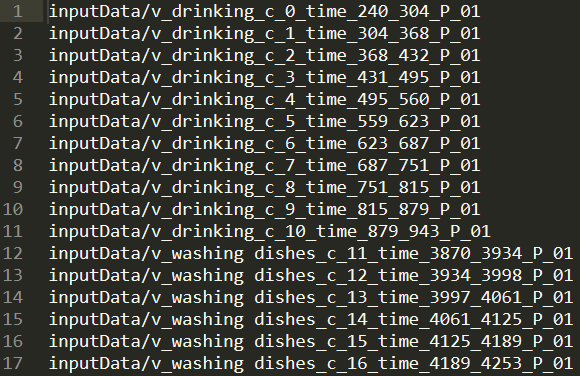 1 inputData/v_drinking_c_0_time_240_304_P_01
2 inputData/v_drinking_c_1_time_304_368_P_01
3 inputData/v_drinking_c_2_time_368_432_P_01
4 inputData/v_drinking_c_3_time_431_495_P_01
5 inputData/v_drinking_c_4_time_495_560_P_01
6 inputData/v_drinking_c_5_time_559_623_P_01
7 inputData/v_drinking_c_6_time_623_687_P_01
8 inputData/v_drinking_c_7_time_687_751_P_01
9 inputData/v_drinking_c_8_time_751_815_P_01
10 inputData/v_drinking_c_9_time_815_879_P_01
11 inputData/v_drinking_c_10_time_879_943_P_01
12 inputData/v_washing dishes_c_11_time_3870_3934_P_01
13 inputData/v_washing dishes_c_12_time_3934_3998_P_01
14 inputData/v_washing dishes_c_13_time_3997_4061_P_01
15 inputData/v_washing dishes_c_14_time_4061_4125_P_01
16 inputData/v_washing dishes_c_15_time_4125_4189_P_01
17 inputData/v_washing dishes_c_16_time_4189_4253_P_01